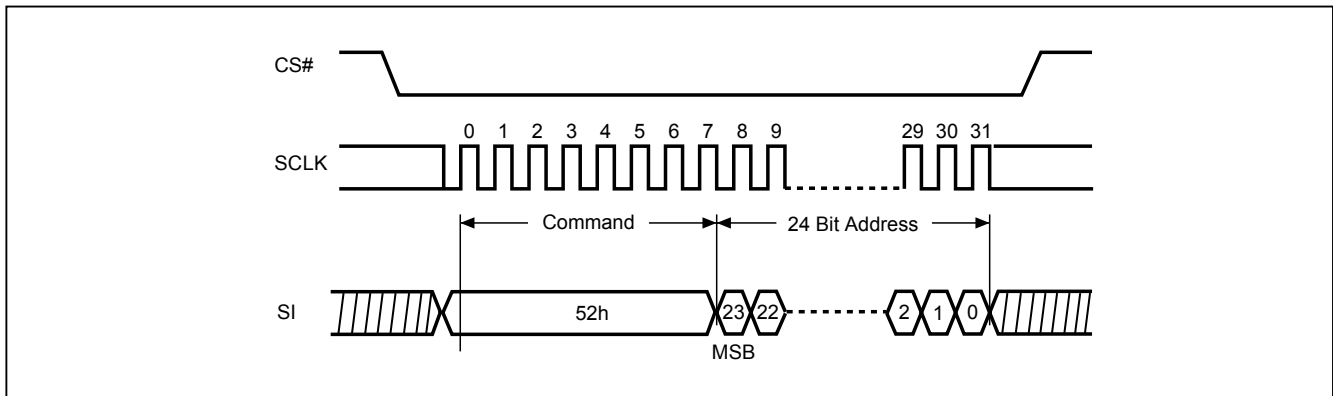 CS#
0 1 2 3 4 5 6 7 8 9 29 30 31
SCLK
Command 24 Bit Address
SI 52h 23 22 2 1 0
MSB